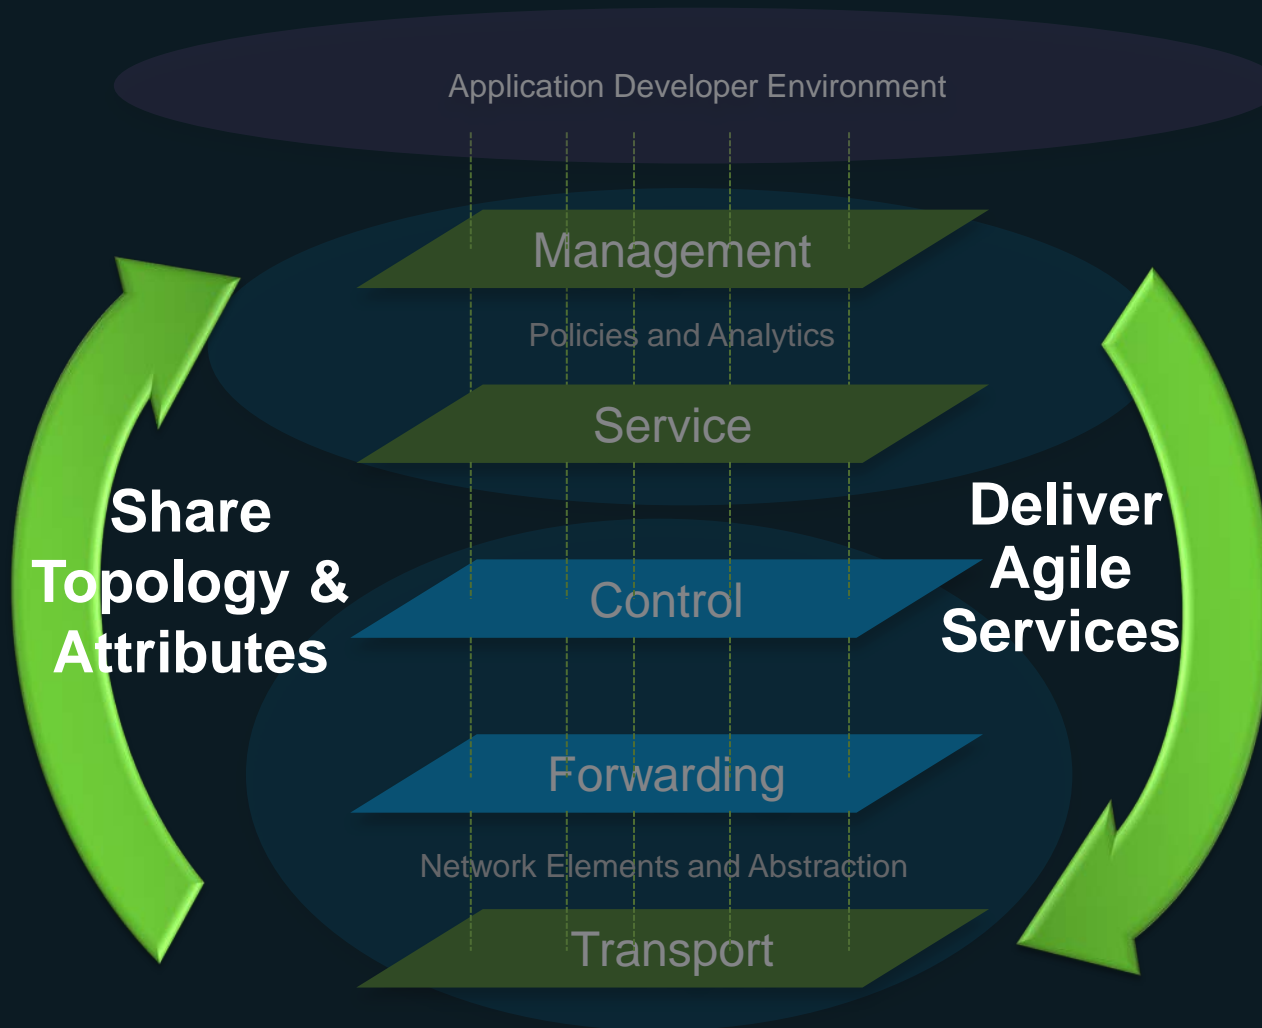 Application Developer Environment
Management
Policies and Analytics
Service
Share
Topology &
Attributes
Deliver
Agile
Services
Control
Forwarding
Network Elements and Abstraction
Transport